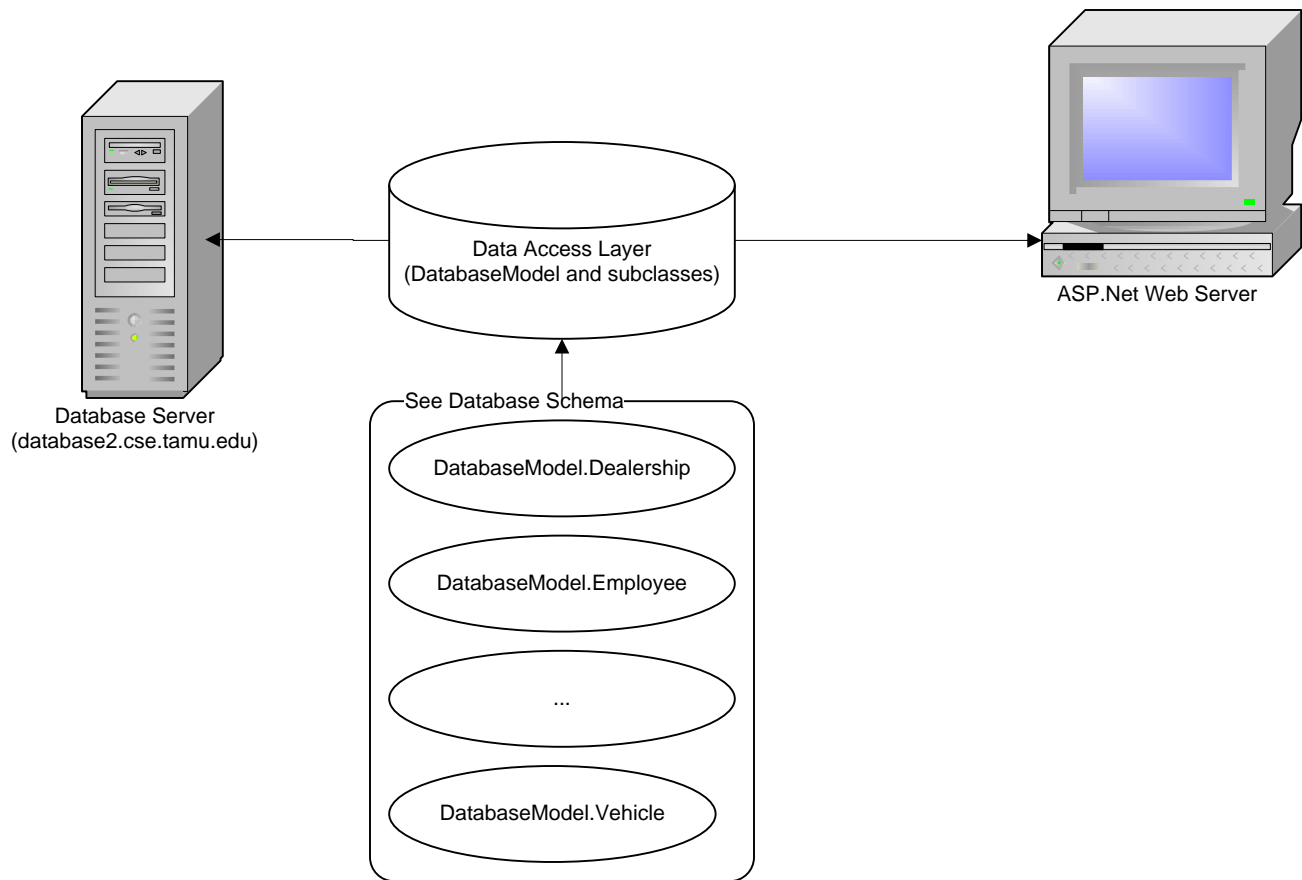 Data Access Layer
(DatabaseModel and subclasses)
ASP.Net Web Server
Database Server
(database2.cse.tamu.edu)
See Database Schema
DatabaseModel.Dealership
DatabaseModel.Employee
...
DatabaseModel.Vehicle